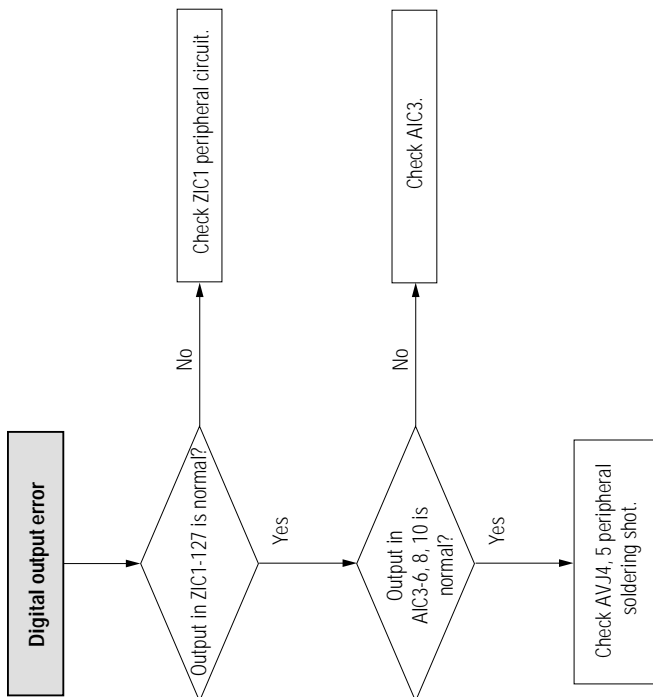 Digital output error
Output in ZIC1-127 is normal?
No
Check ZIC1 peripheral circuit.
Yes
Output in
AIC3-6, 8, 10 is
normal?
No
Check AIC3.
Yes
Check AVJ4, 5 peripheral
soldering shot.